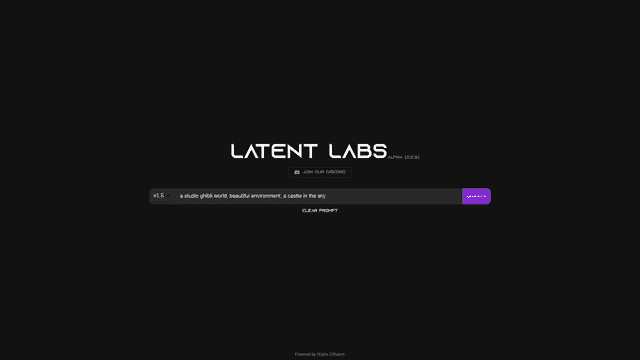 LATENT LABS ALPHA (0.0.8)
JOIN OUR DISCORD
v1.5 a studio ghibli world, beautiful environment, a castle in the sky
CLEAR PROMPT
Powered by Stable Diffusion